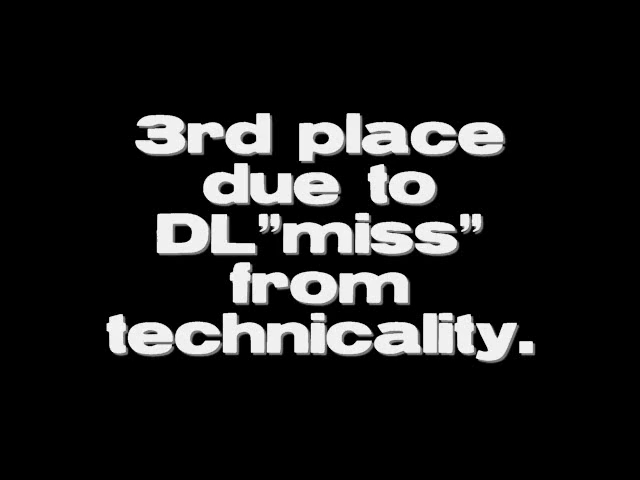 3rd place
due to
DL”miss”
from
technicality.